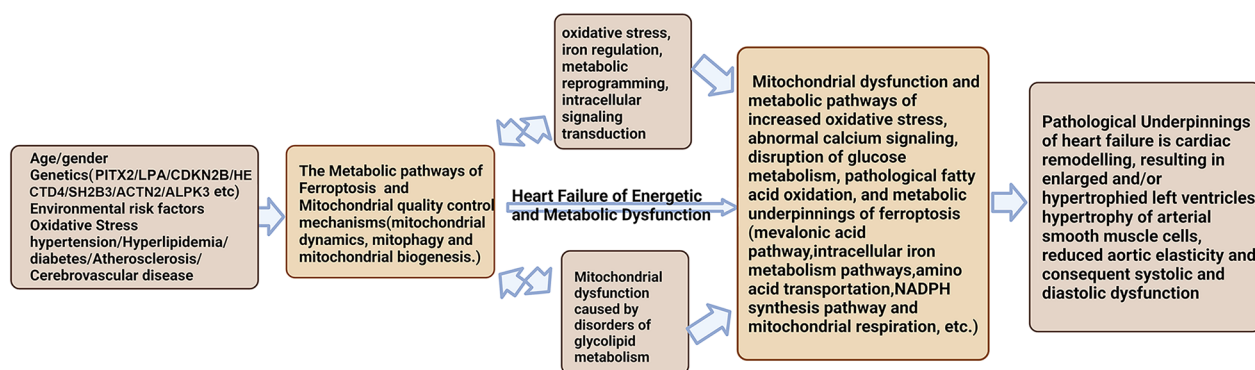 Age/gender
Genetics(PITX2/LPA/CDKN2B/HE
CTD4/SH2B3/ACTN2/ALPK3 etc)
Environmental risk factors
Oxidative Stress
hypertension/Hyperlipidemia/
diabetes/Atherosclerosis/
Cerebrovascular disease
The Metabolic pathways of
Ferroptosis and
Mitochondrial quality control
mechanisms(mitochondrial
dynamics, mitophagy and
mitochondrial biogenesis.)
oxidative stress,
iron regulation,
metabolic
reprogramming,
intracellular
signaling
transduction
Heart Failure of Energetic
and Metabolic Dysfunction
Mitochondrial
dysfunction
caused by
disorders of
glycolipid
metabolism
Mitochondrial dysfunction and
metabolic pathways of
increased oxidative stress,
abnormal calcium signaling,
disruption of glucose
metabolism, pathological fatty
acid oxidation, and metabolic
underpinnings of ferroptosis
(mevalonic acid
pathway,intracellular iron
metabolism pathways,amino
acid transportation,NADPH
synthesis pathway and
mitochondrial respiration, etc.)
Pathological Underpinnings
of heart failure is cardiac
remodelling, resulting in
enlarged and/or
hypertrophied left ventricles
hypertrophy of arterial
smooth muscle cells,
reduced aortic elasticity and
consequent systolic and
diastolic dysfunction